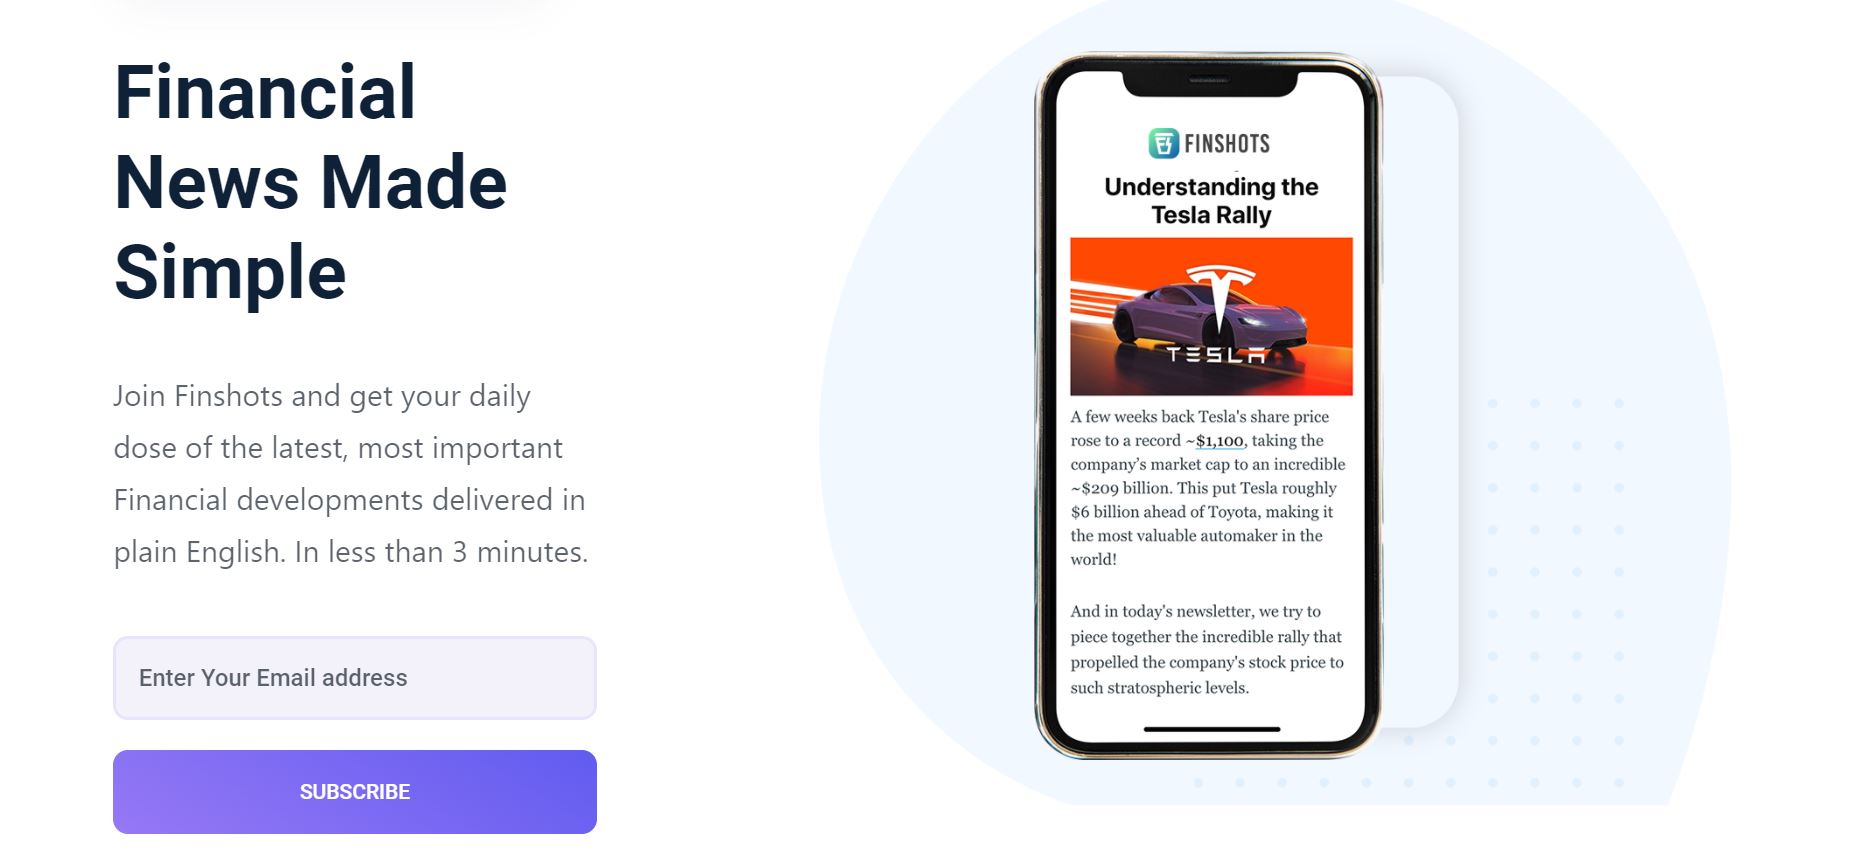 Financial
News Made
Simple
Join Finshots and get your daily
dose of the latest, most important
Financial developments delivered in
plain English. In less than 3 minutes.
Enter Your Email address
SUBSCRIBE
FINSHOTS
Understanding the
Tesla Rally
TESLA
A few weeks back Tesla's share price
rose to a record ~$1,100, taking the
company's market cap to an incredible
~$209 billion. This put Tesla roughly
$6 billion ahead of Toyota, making it
the most valuable automaker in the
world!
And in today's newsletter, we try to
piece together the incredible rally that
propelled the company's stock price to
such stratospheric levels.